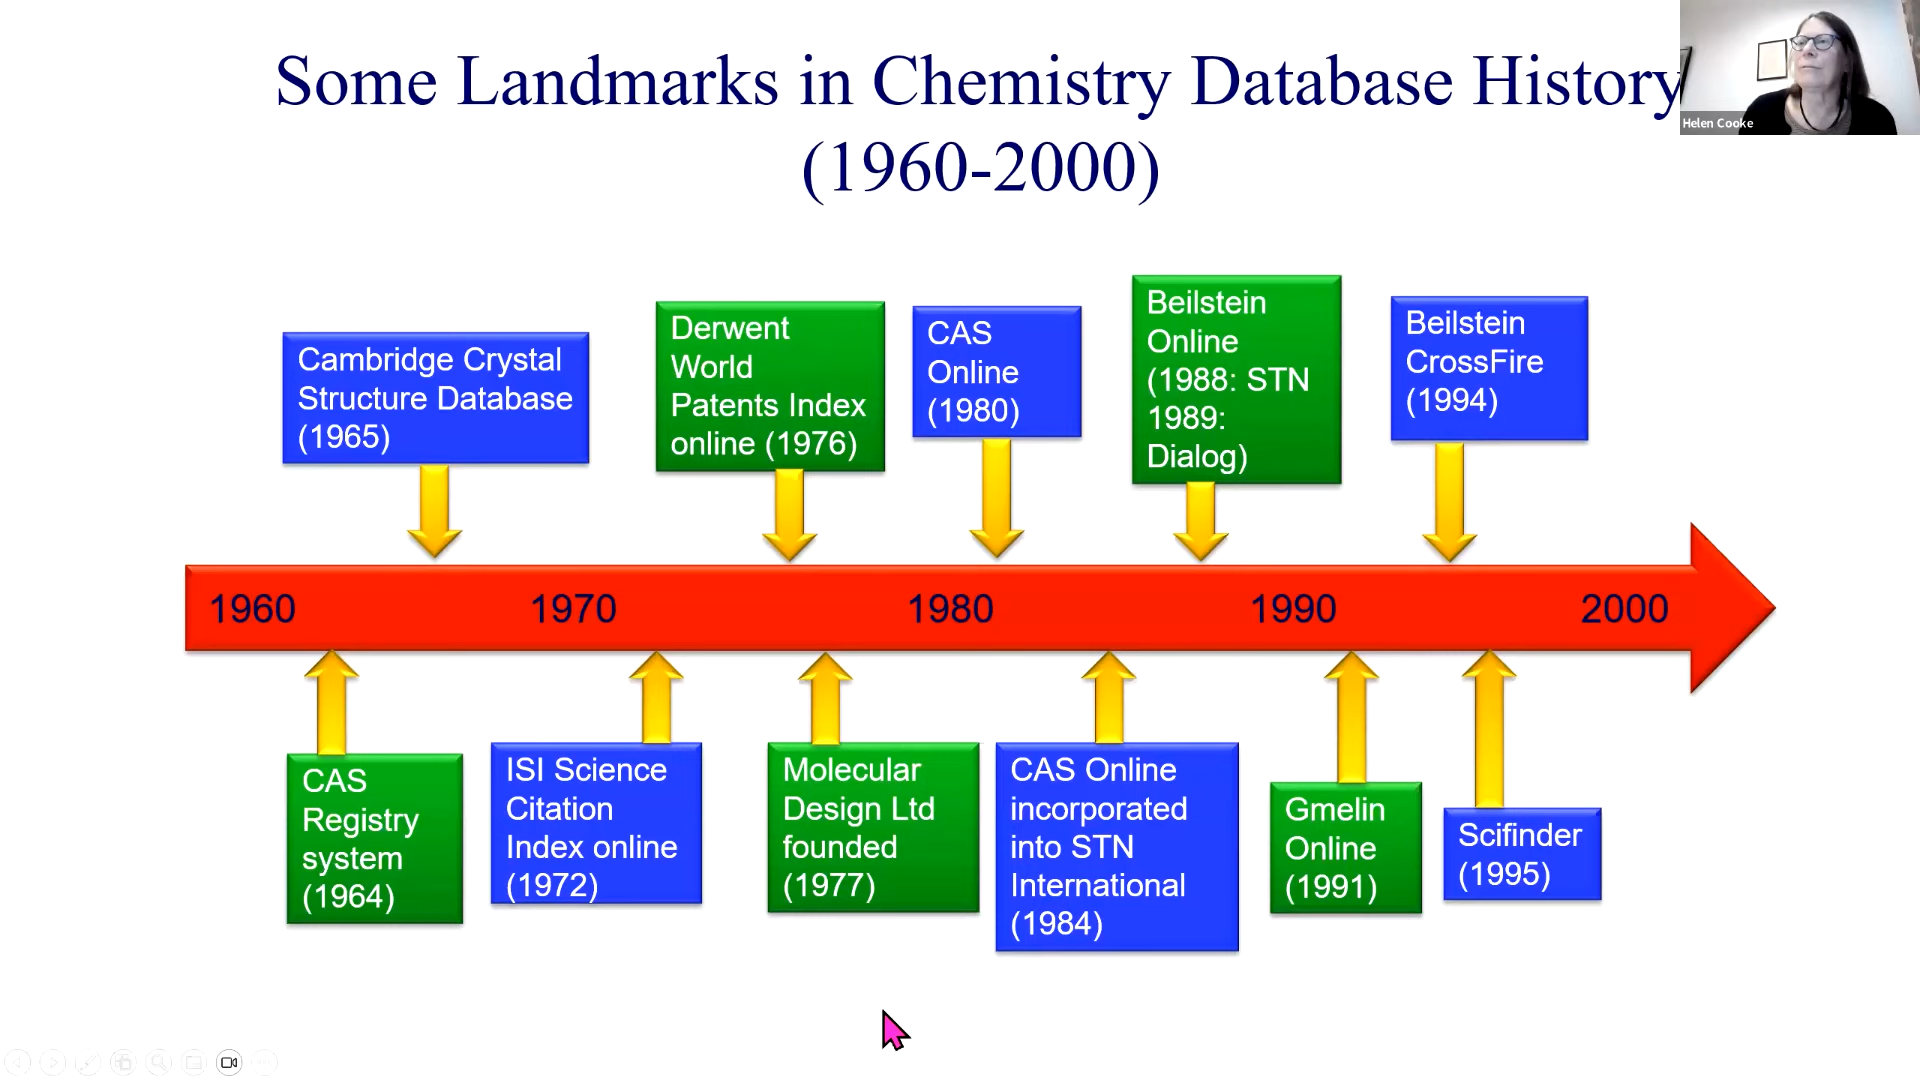 Some Landmarks in Chemistry Database History
(1960-2000)
Helen Cooke
Cambridge Crystal
Structure Database
(1965)
Derwent
World
Patents Index
online (1976)
CAS
Online
(1980)
Beilstein
Online
(1988: STN
1989:
Dialog)
Beilstein
CrossFire
(1994)
1960
1970
1980
1990
2000
CAS
Registry
system
(1964)
ISI Science
Citation
Index online
(1972)
Molecular
Design Ltd
founded
(1977)
CAS Online
incorporated
into STN
International
(1984)
Gmelin
Online
(1991)
Scifinder
(1995)